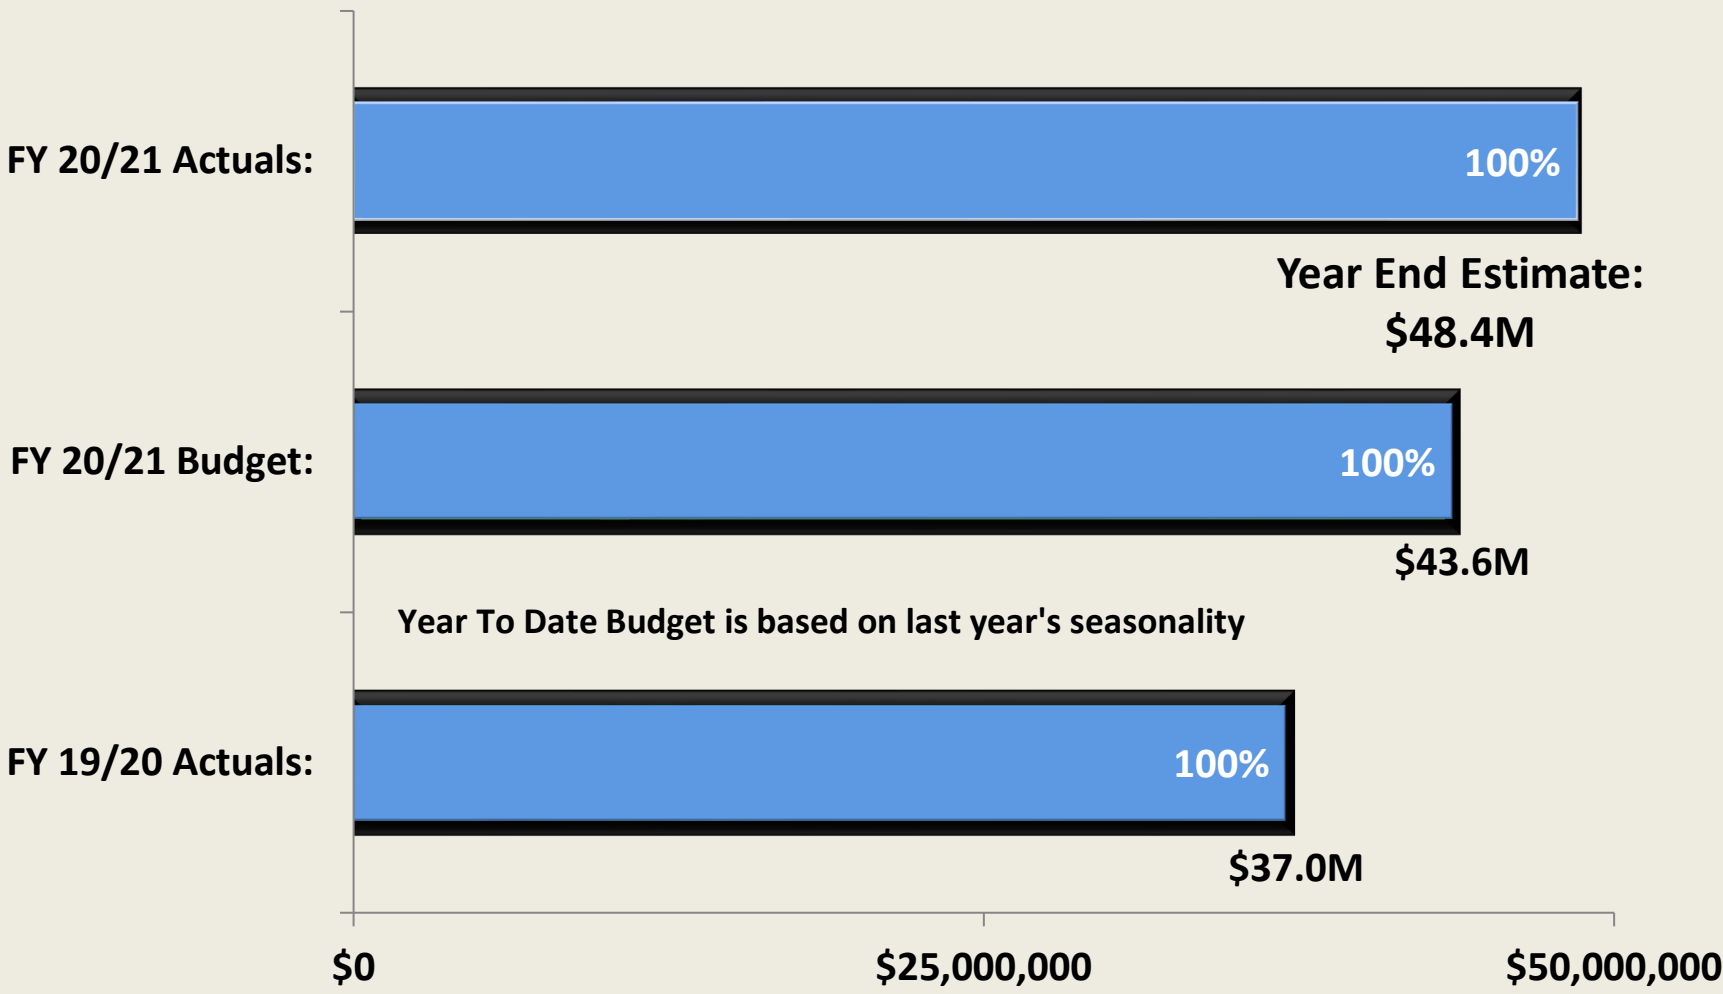 FY 20/21 Actuals:
100%
Year End Estimate:
$48.4M
FY 20/21 Budget:
100%
$43.6M
Year To Date Budget is based on last year's seasonality
FY 19/20 Actuals:
100%
$37.0M
$0
$25,000,000
$50,000,000